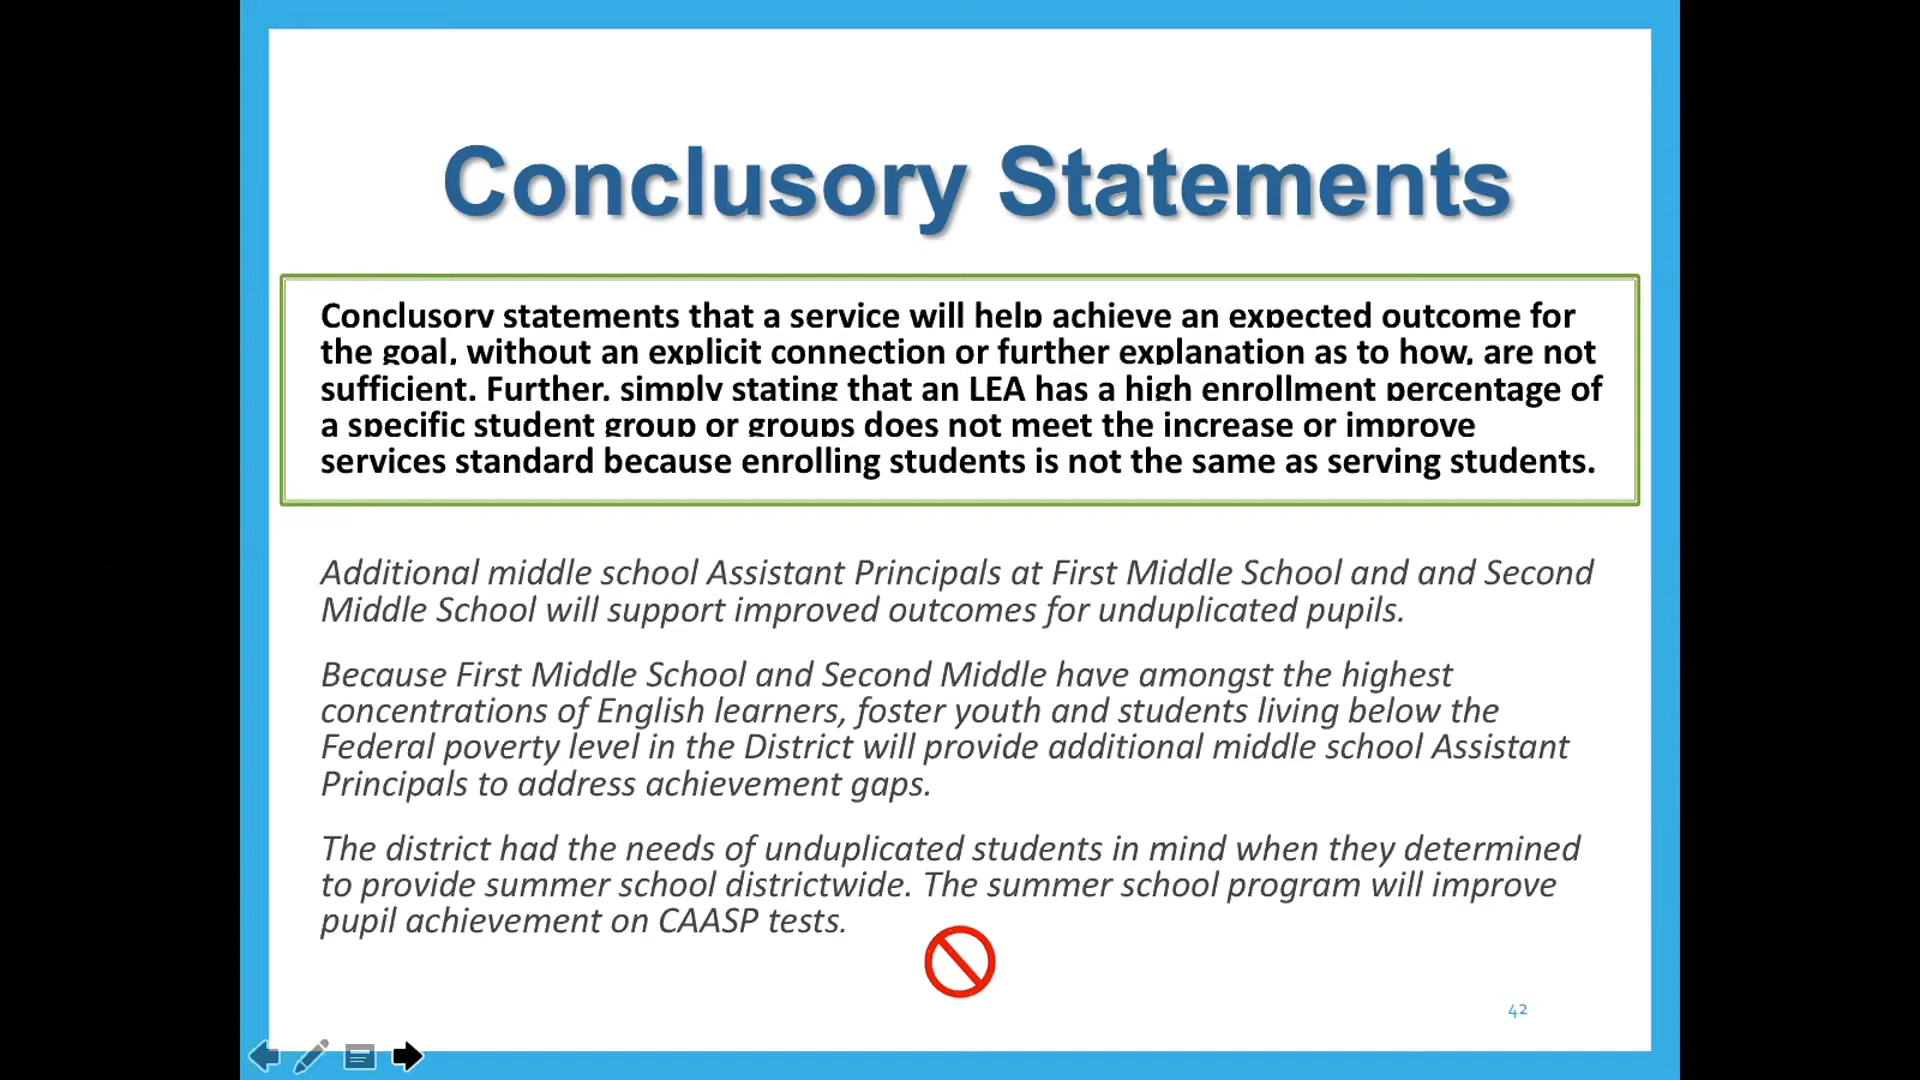 Conclusory Statements
Conclusory statements that a service will help achieve an expected outcome for
the goal, without an explicit connection or further explanation as to how, are not
sufficient. Further, simply stating that an LEA has a high enrollment percentage of
a specific student group or groups does not meet the increase or improve
services standard because enrolling students is not the same as serving students.
Additional middle school Assistant Principals at First Middle School and and Second
Middle School will support improved outcomes for unduplicated pupils.
Because First Middle School and Second Middle have amongst the highest
concentrations of English learners, foster youth and students living below the
Federal poverty level in the District will provide additional middle school Assistant
Principals to address achievement gaps.
The district had the needs of unduplicated students in mind when they determined
to provide summer school districtwide. The summer school program will improve
pupil achievement on CAASP tests.
42